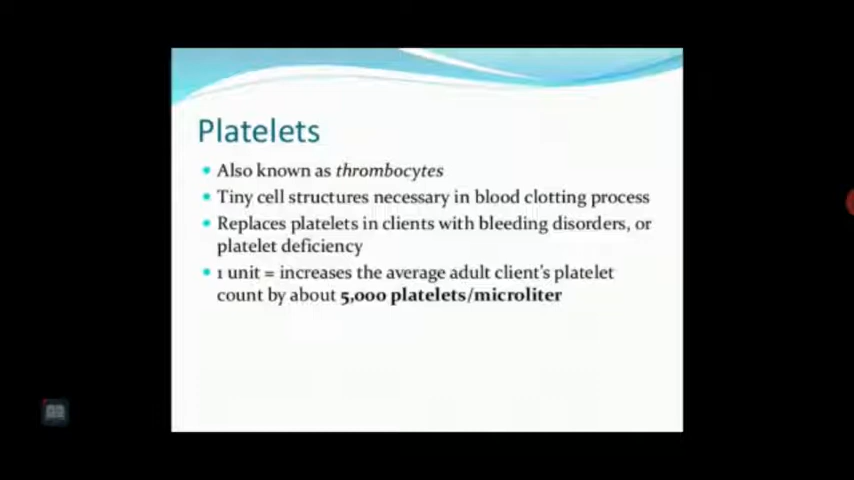 Platelets
• Also known as thrombocytes
• Tiny cell structures necessary in blood clotting process
• Replaces platelets in clients with bleeding disorders, or
platelet deficiency
• 1 unit = increases the average adult client's platelet
count by about 5,000 platelets/microliter